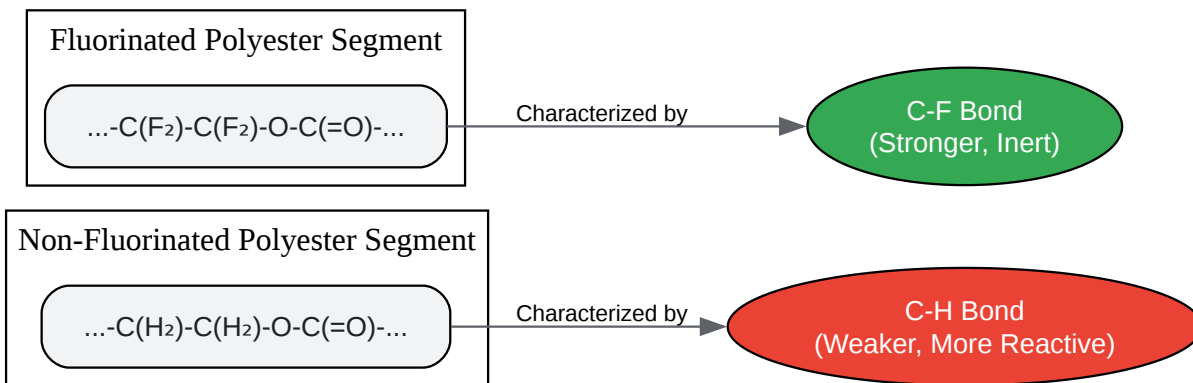 Fluorinated Polyester Segment
...-C(F₂)-C(F₂)-O-C(=O)-...
Characterized by
C-F Bond
(Stronger, Inert)
Non-Fluorinated Polyester Segment
...-C(H₂)-C(H₂)-O-C(=O)-...
Characterized by
C-H Bond
(Weaker, More Reactive)